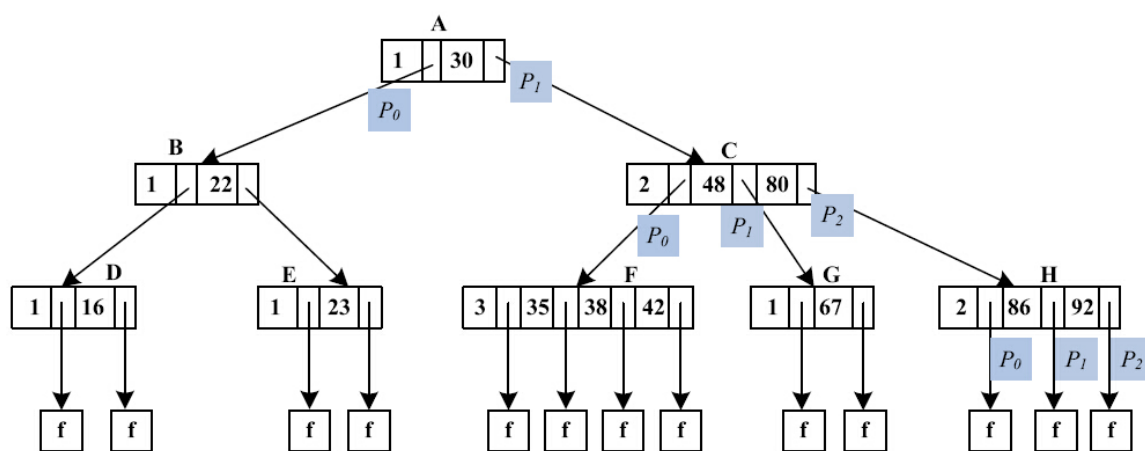 A
1 30
P₀ P₁
B C
1 22 2 48 80
P₀ P₁ P₂
D E F G H
1 16 1 23 3 35 38 42 1 67 2 86 92
P₀ P₁ P₂
f f f f f f f f f f f f f